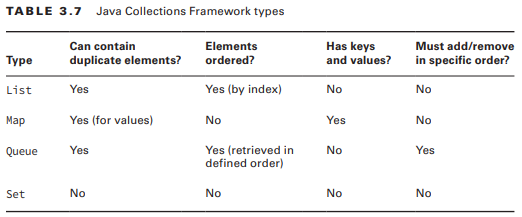 TABLE 3.7 Java Collections Framework types
Type Can contain duplicate elements? Elements ordered? Has keys and values? Must add/remove in specific order?
List Yes Yes (by index) No No
Map Yes (for values) No Yes No
Queue Yes Yes (retrieved in defined order) No Yes
Set No No No No